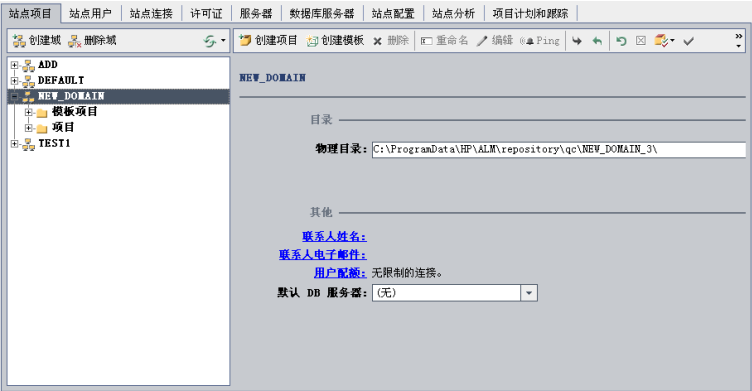 站点项目 站点用户 站点连接 许可证 服务器 数据库服务器 站点配置 站点分析 项目计划和跟踪
创建域 删除域 创建项目 创建模板 删除 重命名 编辑 Ping
ADD
DEFAULT
NEW_DOMAIN
模板项目
项目
TEST1
NEW_DOMAIN
目录
物理目录: C:\ProgramData\HP\ALM\repository\qc\NEW_DOMAIN_3\
其他
联系人姓名:
联系人电子邮件:
用户配额: 无限制的连接。
默认 DB 服务器: (无)